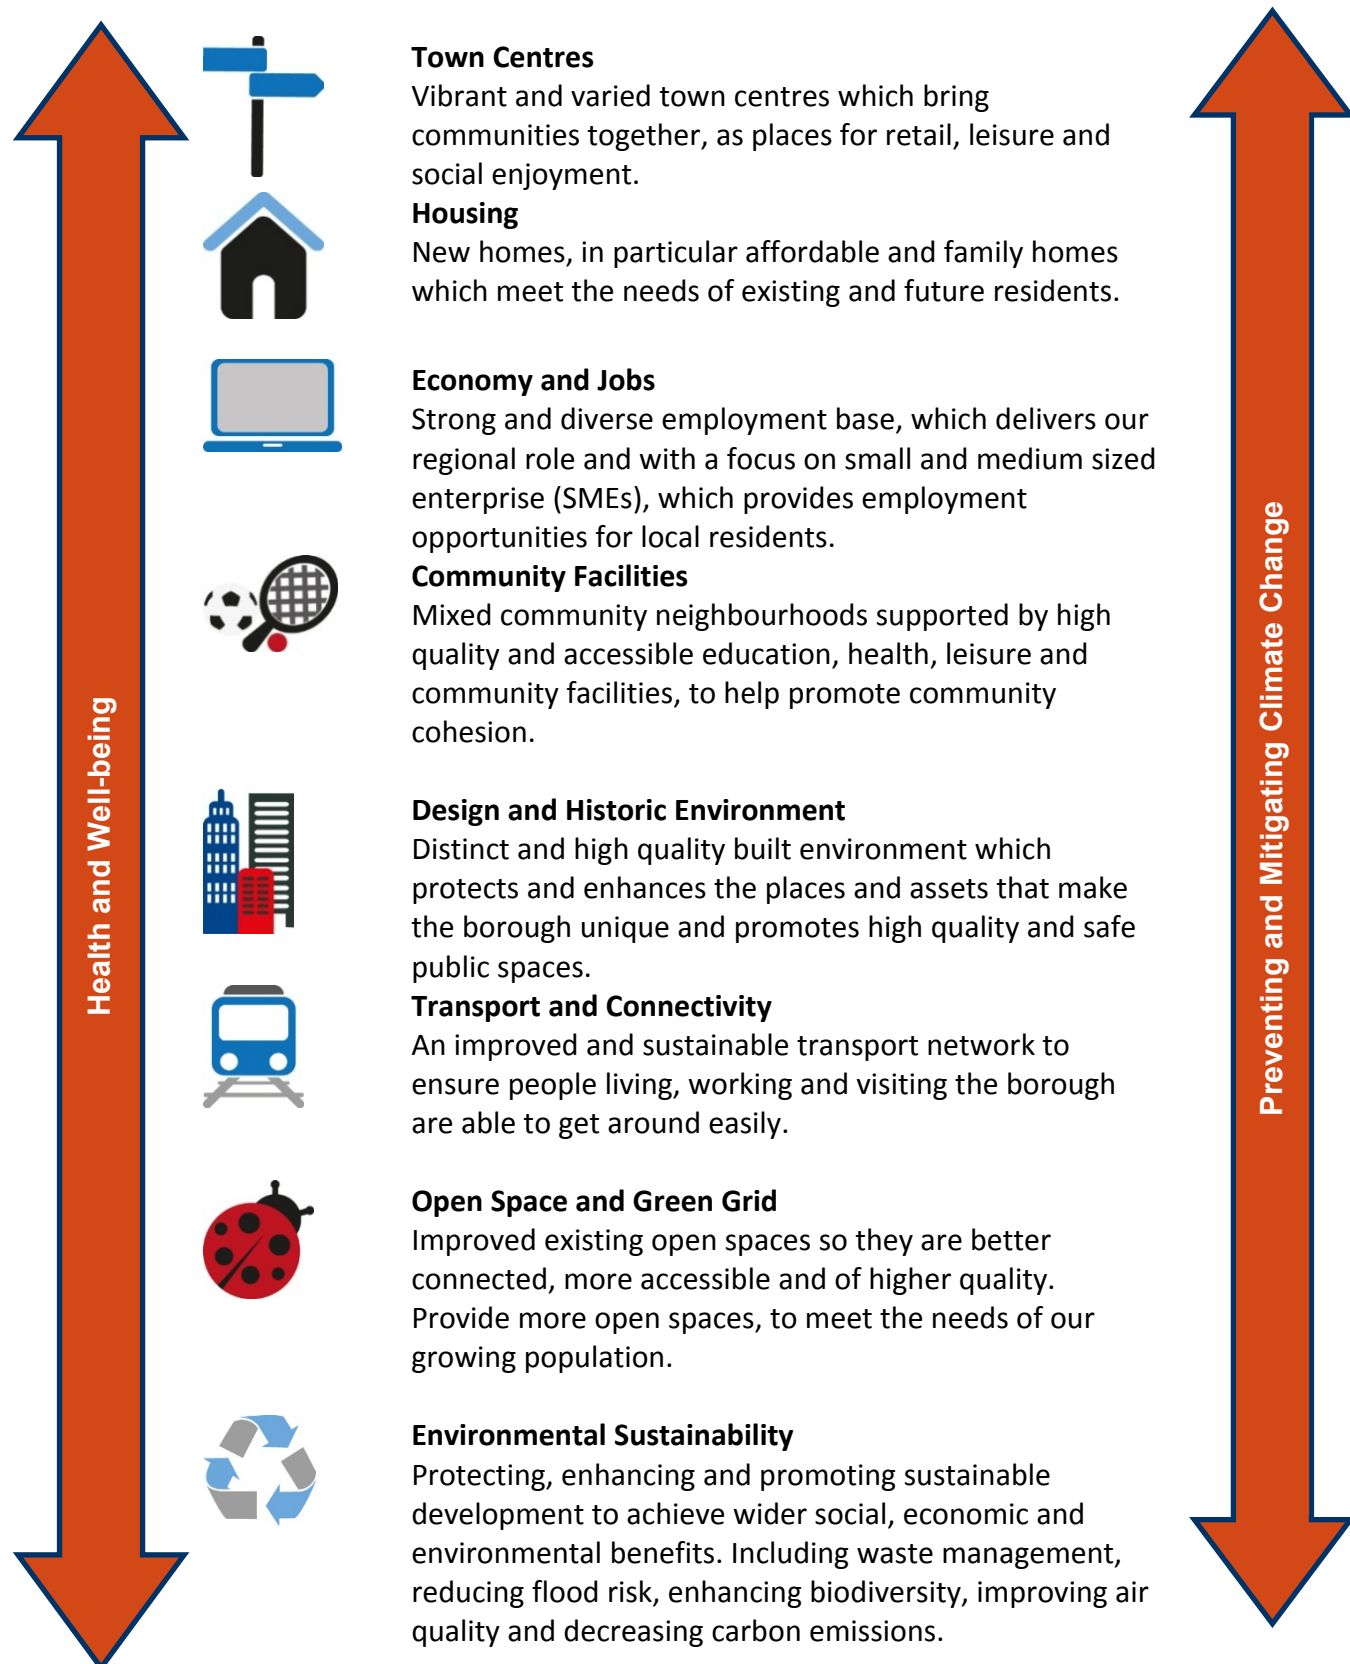 Town Centres
Vibrant and varied town centres which bring
communities together, as places for retail, leisure and
social enjoyment.
Housing
New homes, in particular affordable and family homes
which meet the needs of existing and future residents.
Economy and Jobs
Strong and diverse employment base, which delivers our
regional role and with a focus on small and medium sized
enterprise (SMEs), which provides employment
opportunities for local residents.
Community Facilities
Mixed community neighbourhoods supported by high
quality and accessible education, health, leisure and
community facilities, to help promote community
cohesion.
Design and Historic Environment
Distinct and high quality built environment which
protects and enhances the places and assets that make
the borough unique and promotes high quality and safe
public spaces.
Transport and Connectivity
An improved and sustainable transport network to
ensure people living, working and visiting the borough
are able to get around easily.
Open Space and Green Grid
Improved existing open spaces so they are better
connected, more accessible and of higher quality.
Provide more open spaces, to meet the needs of our
growing population.
Environmental Sustainability
Protecting, enhancing and promoting sustainable
development to achieve wider social, economic and
environmental benefits. Including waste management,
reducing flood risk, enhancing biodiversity, improving air
quality and decreasing carbon emissions.
Health and Well-being
Preventing and Mitigating Climate Change